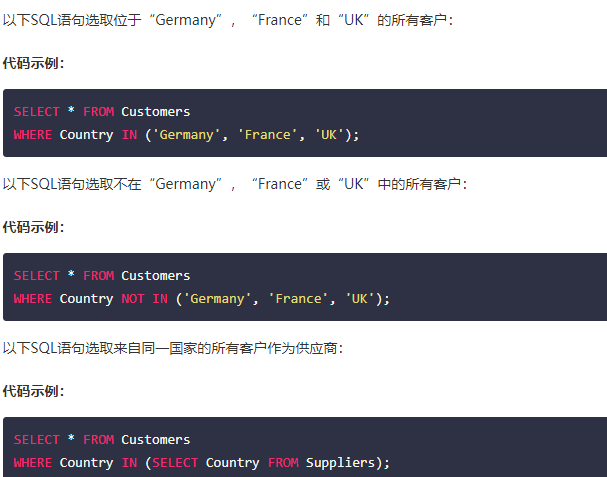 以下SQL语句选取位于“Germany”，“France”和“UK”的所有客户：
代码示例：
SELECT * FROM Customers
WHERE Country IN ('Germany', 'France', 'UK');
以下SQL语句选取不在“Germany”，“France”或“UK”中的所有客户：
代码示例：
SELECT * FROM Customers
WHERE Country NOT IN ('Germany', 'France', 'UK');
以下SQL语句选取来自同一国家的所有客户作为供应商：
代码示例：
SELECT * FROM Customers
WHERE Country IN (SELECT Country FROM Suppliers);